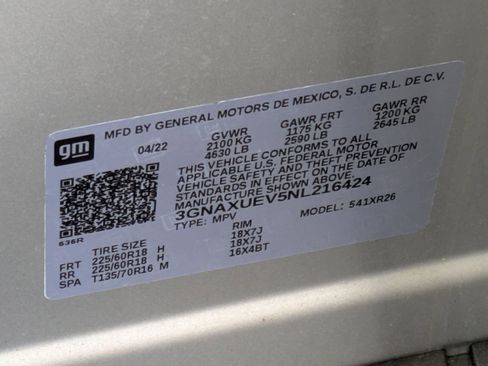 gm
MFD BY GENERAL MOTORS DE MEXICO, S. DE R.L. DE C.V.
04/22 GVWR GAWR FRT GAWR RR
2100 KG 1175 KG 1200 KG
4630 LB 2590 LB 2645 LB
THIS VEHICLE CONFORMS TO ALL
APPLICABLE U.S. FEDERAL MOTOR
VEHICLE SAFETY AND THEFT PREVENTION
STANDARDS IN EFFECT ON THE DATE OF
MANUFACTURE SHOWN ABOVE.
3GNAXUEV5NL216424
TYPE: MPV MODEL: 541XR26
636R
TIRE SIZE RIM
FRT 225/60R18 H 18X7J
RR 225/60R18 H 18X7J
SPA T135/70R16 M 16X4BT